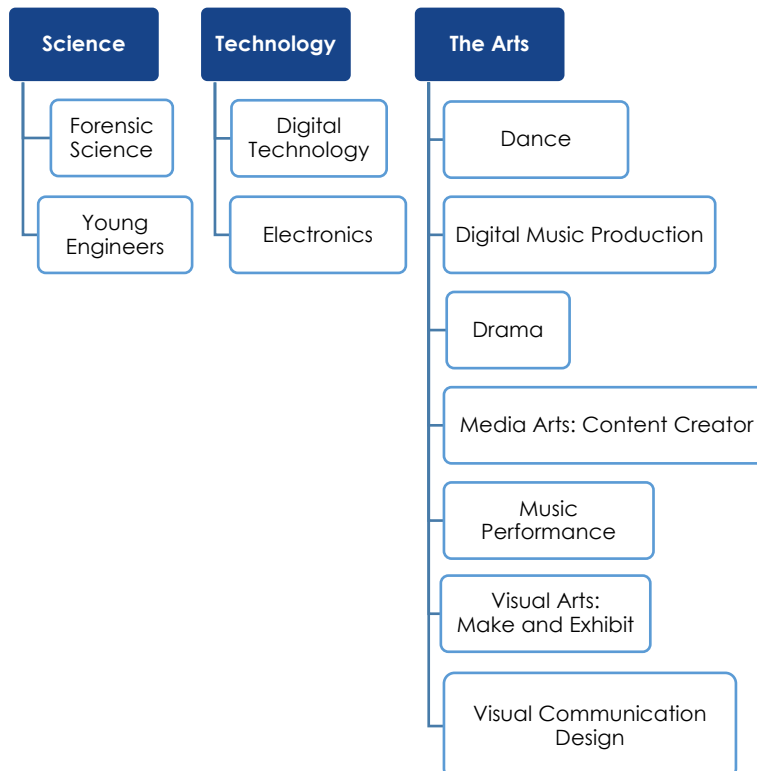 Science
Forensic
Science
Young
Engineers
Technology
Digital
Technology
Electronics
The Arts
Dance
Digital Music Production
Drama
Media Arts: Content Creator
Music
Performance
Visual Arts:
Make and Exhibit
Visual Communication
Design